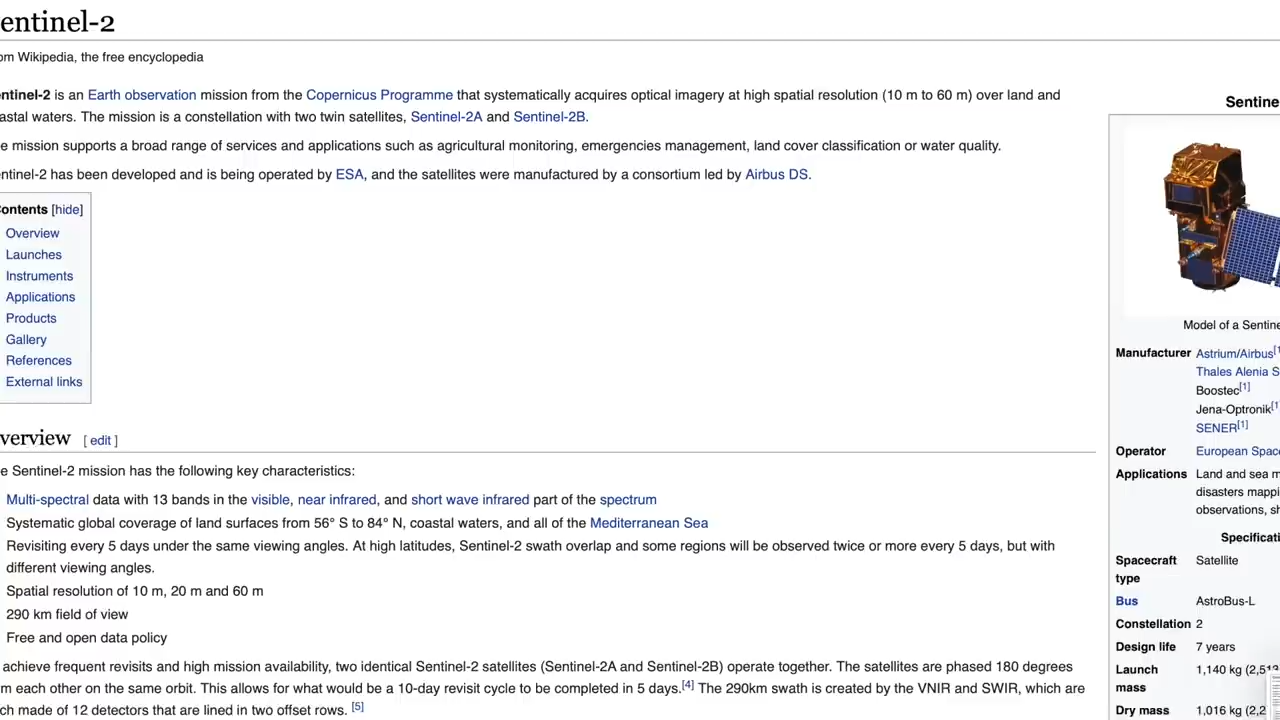 entinel-2
om Wikipedia, the free encyclopedia
ntinel-2 is an Earth observation mission from the Copernicus Programme that systematically acquires optical imagery at high spatial resolution (10 m to 60 m) over land and
astal waters. The mission is a constellation with two twin satellites, Sentinel-2A and Sentinel-2B.
e mission supports a broad range of services and applications such as agricultural monitoring, emergencies management, land cover classification or water quality.
ntinel-2 has been developed and is being operated by ESA, and the satellites were manufactured by a consortium led by Airbus DS.
ontents [hide]
Overview
Launches
Instruments
Applications
Products
Gallery
References
External links
verview [ edit ]
e Sentinel-2 mission has the following key characteristics:
Multi-spectral data with 13 bands in the visible, near infrared, and short wave infrared part of the spectrum
Systematic global coverage of land surfaces from 56° S to 84° N, coastal waters, and all of the Mediterranean Sea
Revisiting every 5 days under the same viewing angles. At high latitudes, Sentinel-2 swath overlap and some regions will be observed twice or more every 5 days, but with
different viewing angles.
Spatial resolution of 10 m, 20 m and 60 m
290 km field of view
Free and open data policy
achieve frequent revisits and high mission availability, two identical Sentinel-2 satellites (Sentinel-2A and Sentinel-2B) operate together. The satellites are phased 180 degrees
m each other on the same orbit. This allows for what would be a 10-day revisit cycle to be completed in 5 days.[4] The 290km swath is created by the VNIR and SWIR, which are
ch made of 12 detectors that are lined in two offset rows. [5]
Sentine
Model of a Sentine
Manufacturer Astrium/Airbus[1
Thales Alenia S
Boostec[1]
Jena-Optronik[1
SENER[1]
Operator European Space
Applications Land and sea m
disasters mappi
observations, sh
Specificati
Spacecraft Satellite
type
Bus AstroBus-L
Constellation 2
Design life 7 years
Launch 1,140 kg (2,513
mass
Dry mass 1,016 kg (2,2